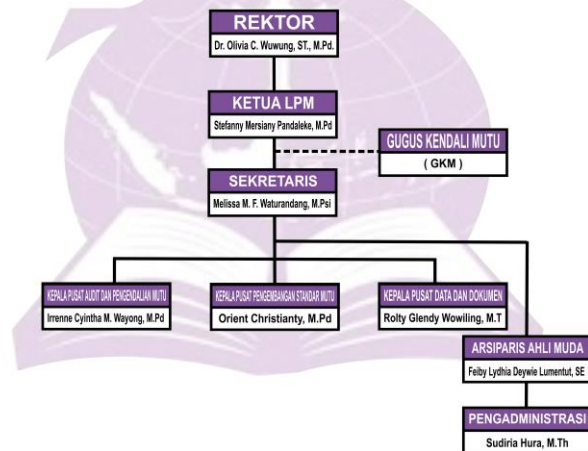 REKTOR
Dr. Olivia C. Wuwung, ST., M.Pd.
KETUA LPM
Stefanny Mersiany Pandaleke, M.Pd
GUGUS KENDALI MUTU
( GKM )
SEKRETARIS
Melissa M. F. Waturandang, M.Psi
KEPALA PUSAT AUDIT DAN PENGENDALIAN MUTU
Irrenne Cyintha M. Wayong, M.Pd
KEPALA PUSAT PENGEMBANGAN STANDAR MUTU
Orient Christianty, M.Pd
KEPALA PUSAT DATA DAN DOKUMEN
Rolty Glendy Wowiling, M.T
ARSIPARIS AHLI MUDA
Feiby Lydhia Deywie Lumentut, SE
PENGADMINISTRASI
Sudiria Hura, M.Th